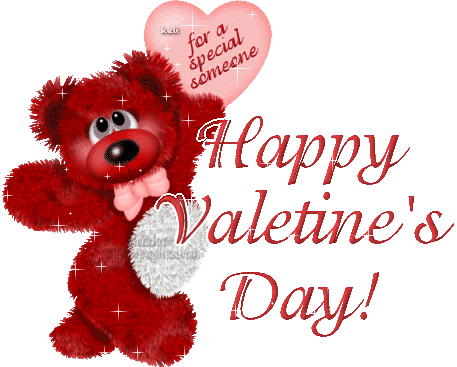 for a
special
someone
Happy
Valetine's
Day!